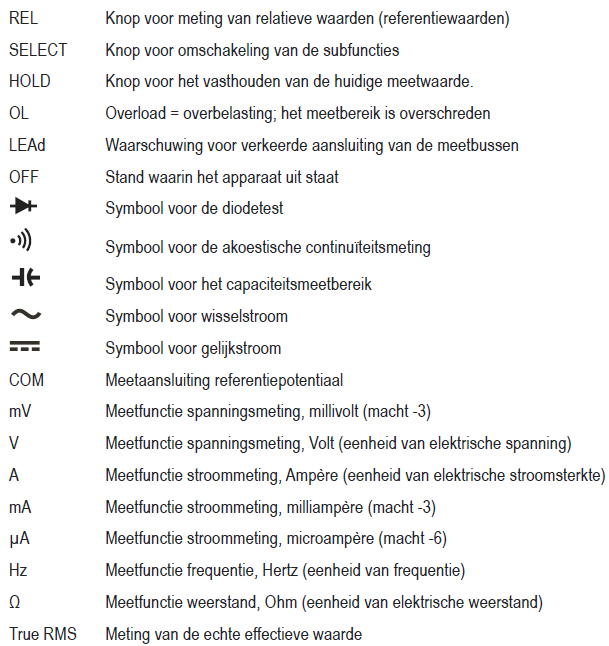 REL Knop voor meting van relatieve waarden (referentiewaarden)
SELECT Knop voor omschakeling van de subfuncties
HOLD Knop voor het vasthouden van de huidige meetwaarde.
OL Overload = overbelasting; het meetbereik is overschreden
LEAd Waarschuwing voor verkeerde aansluiting van de meetbussen
OFF Stand waarin het apparaat uit staat
Symbool voor de diodetest
Symbool voor de akoestische continuïteitsmeting
Symbool voor het capaciteitsmeetbereik
Symbool voor wisselstroom
Symbool voor gelijkstroom
COM Meetaansluiting referentiepotentiaal
mV Meetfunctie spanningsmeting, millivolt (macht -3)
V Meetfunctie spanningsmeting, Volt (eenheid van elektrische spanning)
A Meetfunctie stroommeting, Ampère (eenheid van elektrische stroomsterkte)
mA Meetfunctie stroommeting, milliampère (macht -3)
µA Meetfunctie stroommeting, microampère (macht -6)
Hz Meetfunctie frequentie, Hertz (eenheid van frequentie)
Ω Meetfunctie weerstand, Ohm (eenheid van elektrische weerstand)
True RMS Meting van de echte effectieve waarde